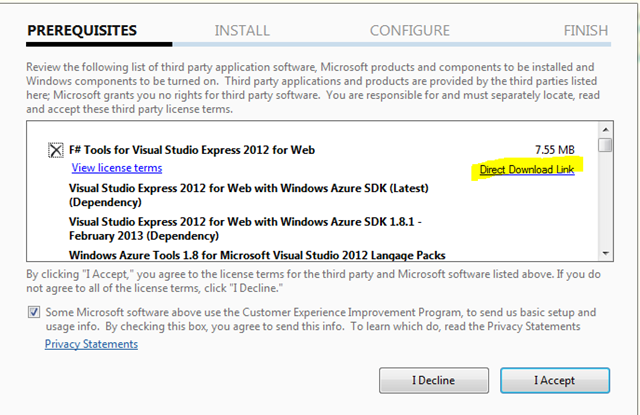 PREREQUISITES INSTALL CONFIGURE FINISH
Review the following list of third party application software, Microsoft products and components to be installed and
Windows components to be turned on. Third party applications and products are provided by the third parties listed
here; Microsoft grants you no rights for third party software. You are responsible for and must separately locate, read
and accept these third party license terms.
F# Tools for Visual Studio Express 2012 for Web 7.55 MB
View license terms Direct Download Link
Visual Studio Express 2012 for Web with Windows Azure SDK (Latest)
(Dependency)
Visual Studio Express 2012 for Web with Windows Azure SDK 1.8.1 -
February 2013 (Dependency)
Windows Azure Tools 1.8 for Microsoft Visual Studio 2012 Langage Packs
By clicking "I Accept," you agree to the license terms for the third party and Microsoft software listed above. If you do
not agree to all of the license terms, click "I Decline."
Some Microsoft software above use the Customer Experience Improvement Program, to send us basic setup and
usage info. By checking this box, you agree to send this info. To learn which do, read the Privacy Statements
Privacy Statements
I Decline I Accept